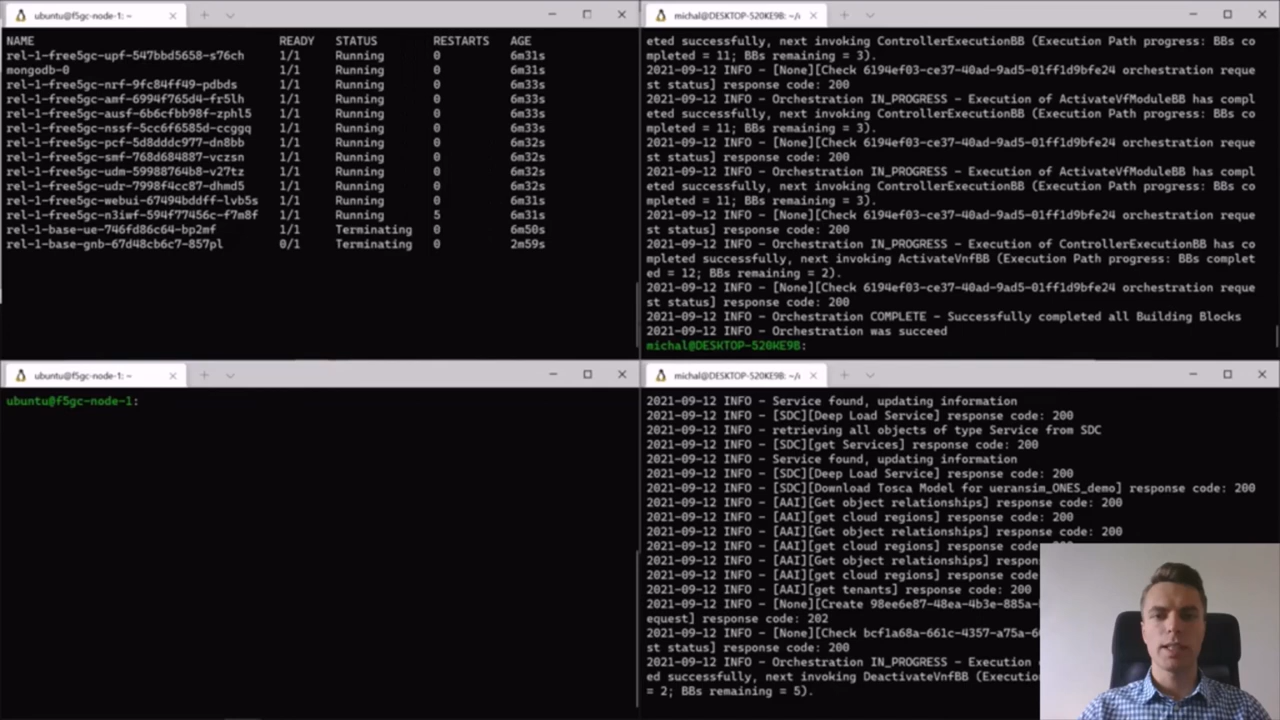 ubuntu@f5gc-node-1: ~
NAME READY STATUS RESTARTS AGE
rel-1-free5gc-upf-547bbd5658-s76ch 1/1 Running 0 6m31s
mongodb-0 1/1 Running 0 6m31s
rel-1-free5gc-nrf-9fc84ff49-pdbds 1/1 Running 0 6m33s
rel-1-free5gc-amf-6994f765d4-fr5lh 1/1 Running 0 6m33s
rel-1-free5gc-ausf-6b6cfbb98f-zphl5 1/1 Running 0 6m33s
rel-1-free5gc-nssf-5cc6f6585d-ccgqq 1/1 Running 0 6m33s
rel-1-free5gc-pcf-5d8dddc977-dn8bb 1/1 Running 0 6m32s
rel-1-free5gc-smf-768d684887-vczsn 1/1 Running 0 6m32s
rel-1-free5gc-udm-59988764b8-v27tz 1/1 Running 0 6m32s
rel-1-free5gc-udr-7998f4cc87-dhmd5 1/1 Running 0 6m32s
rel-1-free5gc-webui-67494bddff-lvb5s 1/1 Running 0 6m31s
rel-1-free5gc-n3iwf-594f77456c-f7m8f 1/1 Running 5 6m31s
rel-1-base-ue-746fd86c64-bp2mf 1/1 Terminating 0 6m50s
rel-1-base-gnb-67d48cb6c7-857pl 0/1 Terminating 0 2m59s
michal@DESKTOP-520KE9B: ~/
eted successfully, next invoking ControllerExecutionBB (Execution Path progress: BBs co
mpleted = 11; BBs remaining = 3).
2021-09-12 INFO - [None][Check 6194ef03-ce37-40ad-9ad5-01ff1d9bfe24 orchestration reque
st status] response code: 200
2021-09-12 INFO - Orchestration IN_PROGRESS - Execution of ActivateVfModuleBB has compl
eted successfully, next invoking ControllerExecutionBB (Execution Path progress: BBs co
mpleted = 11; BBs remaining = 3).
2021-09-12 INFO - [None][Check 6194ef03-ce37-40ad-9ad5-01ff1d9bfe24 orchestration reque
st status] response code: 200
2021-09-12 INFO - Orchestration IN_PROGRESS - Execution of ActivateVfModuleBB has compl
eted successfully, next invoking ControllerExecutionBB (Execution Path progress: BBs co
mpleted = 11; BBs remaining = 3).
2021-09-12 INFO - [None][Check 6194ef03-ce37-40ad-9ad5-01ff1d9bfe24 orchestration reque
st status] response code: 200
2021-09-12 INFO - Orchestration IN_PROGRESS - Execution of ControllerExecutionBB has co
mpleted successfully, next invoking ActivateVnfBB (Execution Path progress: BBs complet
ed = 12; BBs remaining = 2).
2021-09-12 INFO - [None][Check 6194ef03-ce37-40ad-9ad5-01ff1d9bfe24 orchestration reque
st status] response code: 200
2021-09-12 INFO - Orchestration COMPLETE - Successfully completed all Building Blocks
2021-09-12 INFO - Orchestration was succeed
michal@DESKTOP-520KE9B:
ubuntu@f5gc-node-1: ~
ubuntu@f5gc-node-1:
michal@DESKTOP-520KE9B: ~/
2021-09-12 INFO - Service found, updating information
2021-09-12 INFO - [SDC][Deep Load Service] response code: 200
2021-09-12 INFO - retrieving all objects of type Service from SDC
2021-09-12 INFO - [SDC][get Services] response code: 200
2021-09-12 INFO - Service found, updating information
2021-09-12 INFO - [SDC][Deep Load Service] response code: 200
2021-09-12 INFO - [SDC][Download Tosca Model for ueransim_ONES_demo] response code: 200
2021-09-12 INFO - [AAI][Get object relationships] response code: 200
2021-09-12 INFO - [AAI][get cloud regions] response code: 200
2021-09-12 INFO - [AAI][Get object relationships] response code: 200
2021-09-12 INFO - [AAI][get cloud regions] response code:
2021-09-12 INFO - [AAI][Get object relationships] response
2021-09-12 INFO - [AAI][get cloud regions] response code:
2021-09-12 INFO - [AAI][get tenants] response code: 200
2021-09-12 INFO - [None][Create 98ee6e87-48ea-4b3e-885a-
equest] response code: 202
2021-09-12 INFO - [None][Check bcf1a68a-661c-4357-a75a-6
st status] response code: 200
2021-09-12 INFO - Orchestration IN_PROGRESS - Execution
ed successfully, next invoking DeactivateVnfBB (Execution
= 2; BBs remaining = 5).